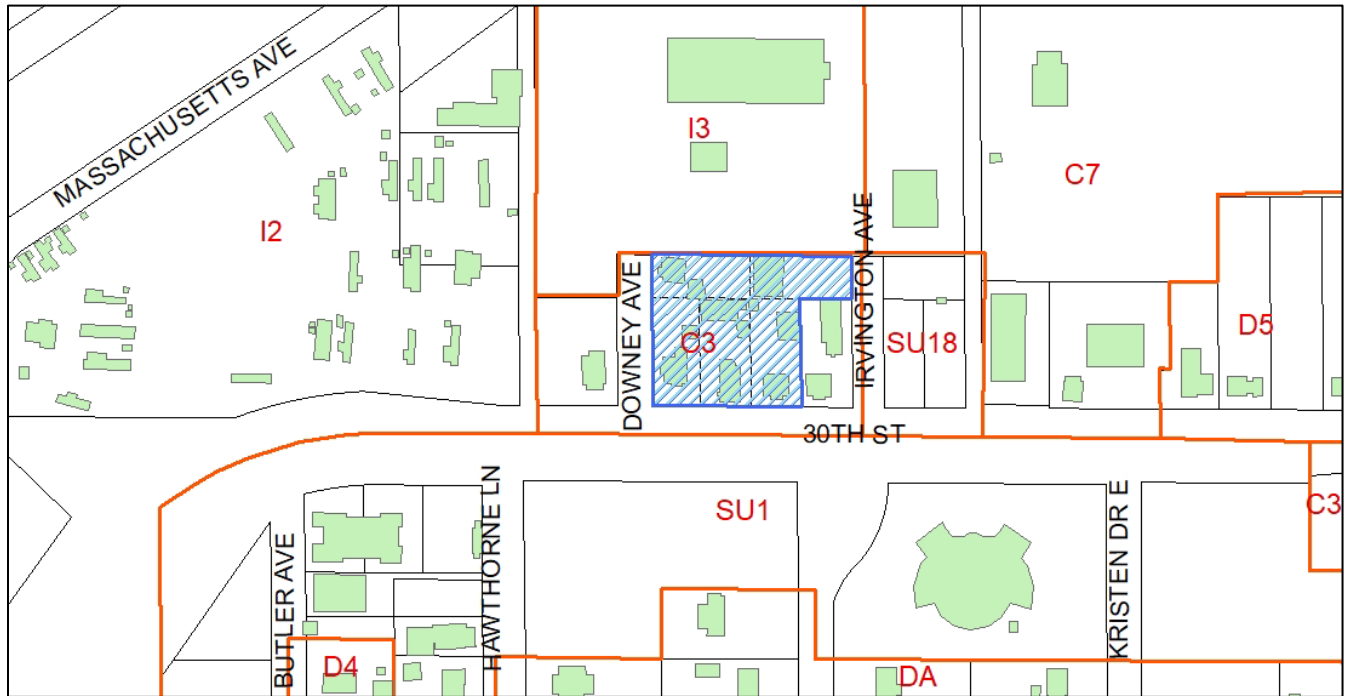 MASSACHUSETTS AVE
I3
C7
I2
IRVINGTON AVE
DOWNEY AVE
C3
SU18
D5
30TH ST
HAWTHORNE LN
SU1
C3
KRISTEN DR E
BUTLER AVE
D4
DA